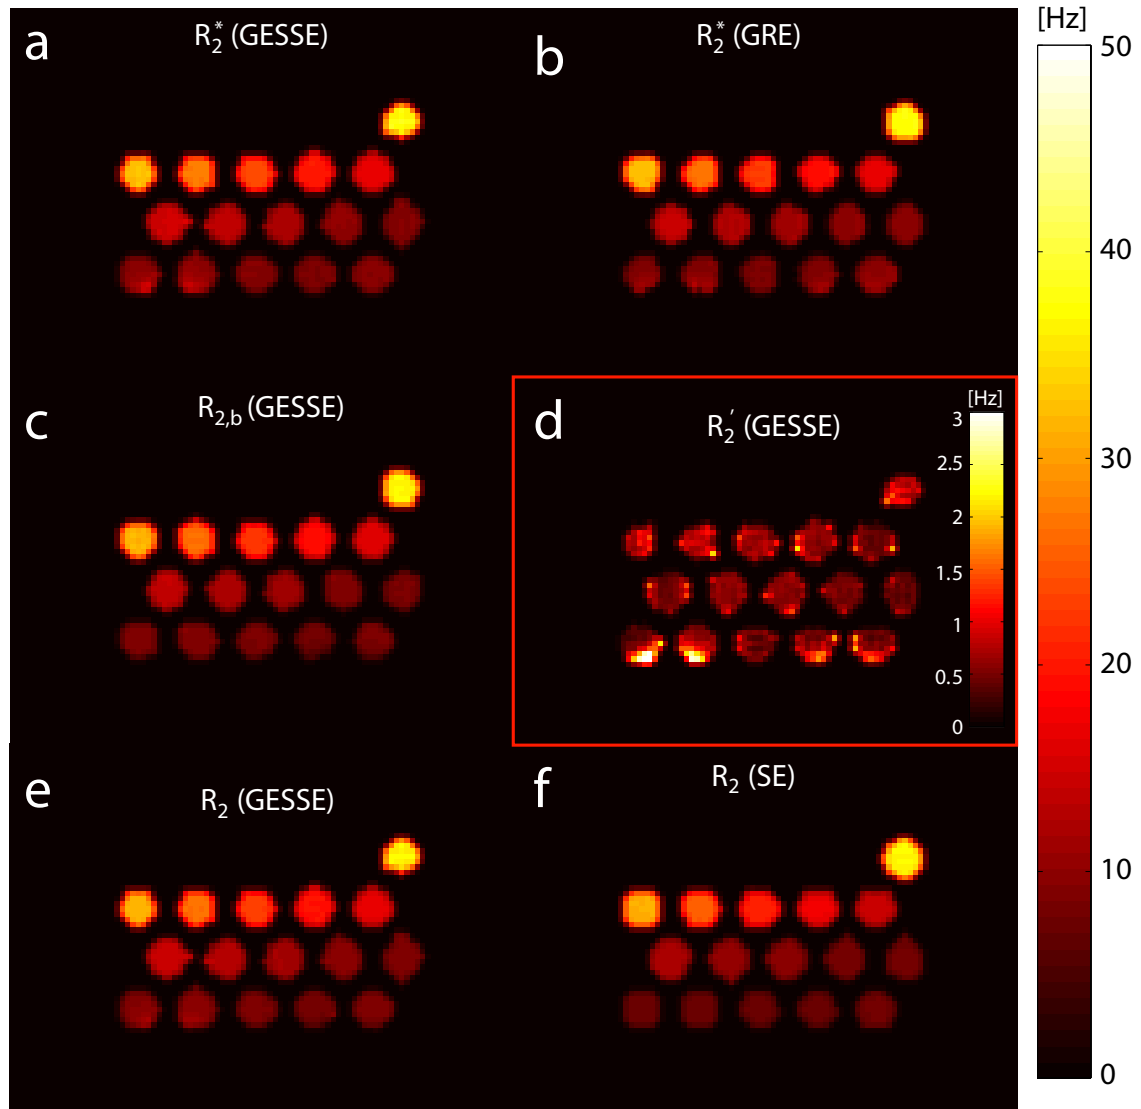 [Hz]
a
R₂* (GESSE)
b
R₂* (GRE)
50
40
30
20
10
0
c
R₂,b (GESSE)
d
R₂′ (GESSE)
[Hz]
3
2.5
2
1.5
1
0.5
0
e
R₂ (GESSE)
f
R₂ (SE)